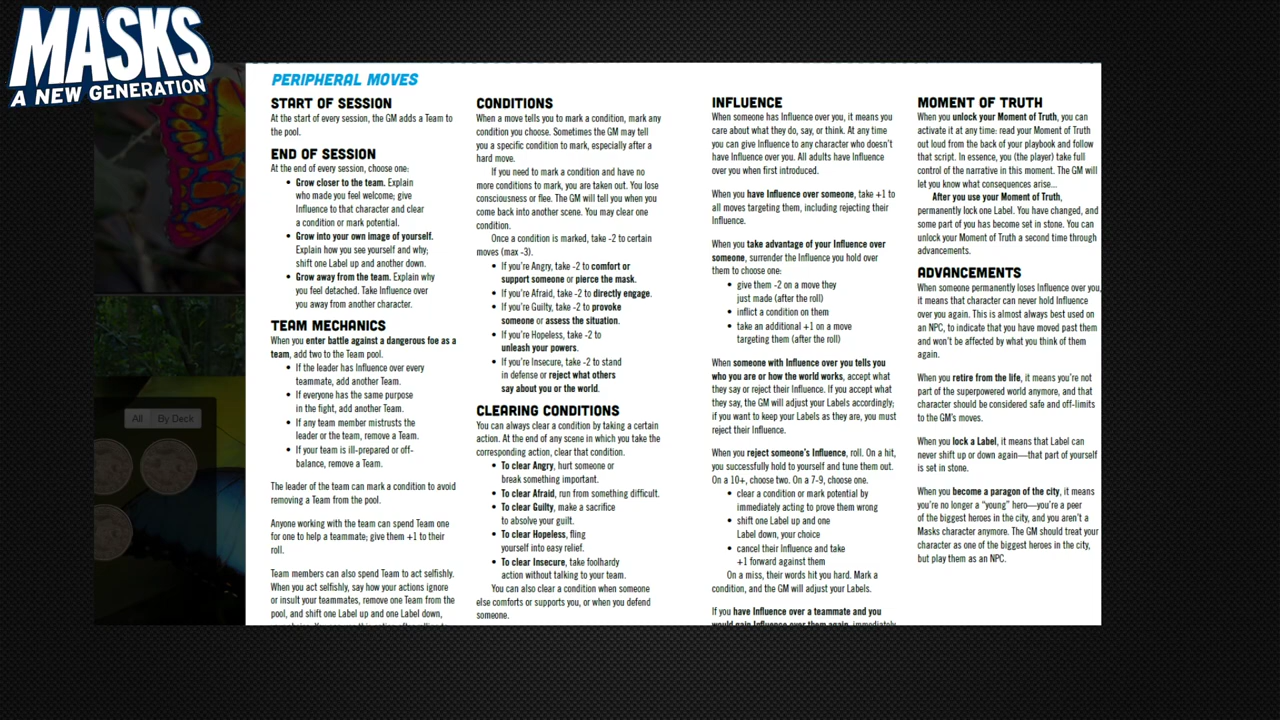 MASKS
A NEW GENERATION
PERIPHERAL MOVES
START OF SESSION
At the start of every session, the GM adds a Team to
the pool.
END OF SESSION
At the end of every session, choose one:
• Grow closer to the team. Explain
who made you feel welcome; give
Influence to that character and clear
a condition or mark potential.
• Grow into your own image of yourself.
Explain how you see yourself and why;
shift one Label up and another down.
• Grow away from the team. Explain why
you feel detached. Take Influence over
you away from another character.
TEAM MECHANICS
When you enter battle against a dangerous foe as a
team, add two to the Team pool.
• If the leader has Influence over every
teammate, add another Team.
• If everyone has the same purpose
in the fight, add another Team.
• If any team member mistrusts the
leader or the team, remove a Team.
• If your team is ill-prepared or off-
balance, remove a Team.
The leader of the team can mark a condition to avoid
removing a Team from the pool.
Anyone working with the team can spend Team one
for one to help a teammate; give them +1 to their
roll.
Team members can also spend Team to act selfishly.
When you act selfishly, say how your actions ignore
or insult your teammates, remove one Team from the
pool, and shift one Label up and one Label down,
CONDITIONS
When a move tells you to mark a condition, mark any
condition you choose. Sometimes the GM may tell
you a specific condition to mark, especially after a
hard move.
If you need to mark a condition and have no
more conditions to mark, you are taken out. You lose
consciousness or flee. The GM will tell you when you
come back into another scene. You may clear one
condition.
Once a condition is marked, take -2 to certain
moves (max -3).
• If you're Angry, take -2 to comfort or
support someone or pierce the mask.
• If you're Afraid, take -2 to directly engage.
• If you're Guilty, take -2 to provoke
someone or assess the situation.
• If you're Hopeless, take -2 to
unleash your powers.
• If you're Insecure, take -2 to stand
in defense or reject what others
say about you or the world.
CLEARING CONDITIONS
You can always clear a condition by taking a certain
action. At the end of any scene in which you take the
corresponding action, clear that condition.
• To clear Angry, hurt someone or
break something important.
• To clear Afraid, run from something difficult.
• To clear Guilty, make a sacrifice
to absolve your guilt.
• To clear Hopeless, fling
yourself into easy relief.
• To clear Insecure, take foolhardy
action without talking to your team.
You can also clear a condition when someone
else comforts or supports you, or when you defend
someone.
INFLUENCE
When someone has Influence over you, it means you
care about what they do, say, or think. At any time
you can give Influence to any character who doesn't
have Influence over you. All adults have Influence
over you when first introduced.
When you have Influence over someone, take +1 to
all moves targeting them, including rejecting their
Influence.
When you take advantage of your Influence over
someone, surrender the Influence you hold over
them to choose one:
• give them -2 on a move they
just made (after the roll)
• inflict a condition on them
• take an additional +1 on a move
targeting them (after the roll)
When someone with Influence over you tells you
who you are or how the world works, accept what
they say or reject their Influence. If you accept what
they say, the GM will adjust your Labels accordingly;
if you want to keep your Labels as they are, you must
reject their Influence.
When you reject someone's Influence, roll. On a hit,
you successfully hold to yourself and tune them out.
On a 10+, choose two. On a 7-9, choose one.
• clear a condition or mark potential by
immediately acting to prove them wrong
• shift one Label up and one
Label down, your choice
• cancel their Influence and take
+1 forward against them
On a miss, their words hit you hard. Mark a
condition, and the GM will adjust your Labels.
If you have Influence over a teammate and you
would gain Influence over them again, immediately
MOMENT OF TRUTH
When you unlock your Moment of Truth, you can
activate it at any time: read your Moment of Truth
out loud from the back of your playbook and follow
that script. In essence, you (the player) take full
control of the narrative in this moment. The GM will
let you know what consequences arise...
After you use your Moment of Truth,
permanently lock one Label. You have changed, and
some part of you has become set in stone. You can
unlock your Moment of Truth a second time through
advancements.
ADVANCEMENTS
When someone permanently loses Influence over you,
it means that character can never hold Influence
over you again. This is almost always best used on
an NPC, to indicate that you have moved past them
and won't be affected by what you think of them
again.
When you retire from the life, it means you're not
part of the superpowered world anymore, and that
character should be considered safe and off-limits
to the GM's moves.
When you lock a Label, it means that Label can
never shift up or down again—that part of yourself
is set in stone.
When you become a paragon of the city, it means
you're no longer a "young" hero—you're a peer
of the biggest heroes in the city, and you aren't a
Masks character anymore. The GM should treat your
character as one of the biggest heroes in the city,
but play them as an NPC.
All
By Deck